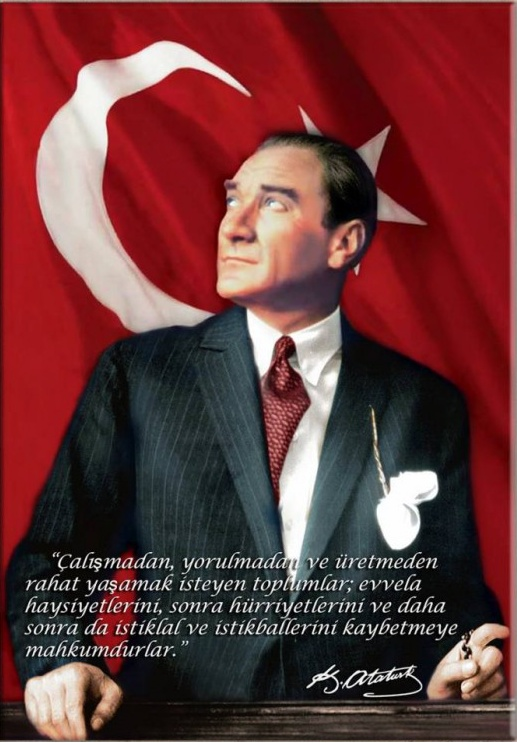 “Çalışmadan, yorulmadan ve üretmeden
rahat yaşamak isteyen toplumlar; evvela
haysiyetlerini, sonra hürriyetlerini ve daha
sonra da istiklal ve istikballerini kaybetmeye
mahkumdurlar.”
K. Atatürk